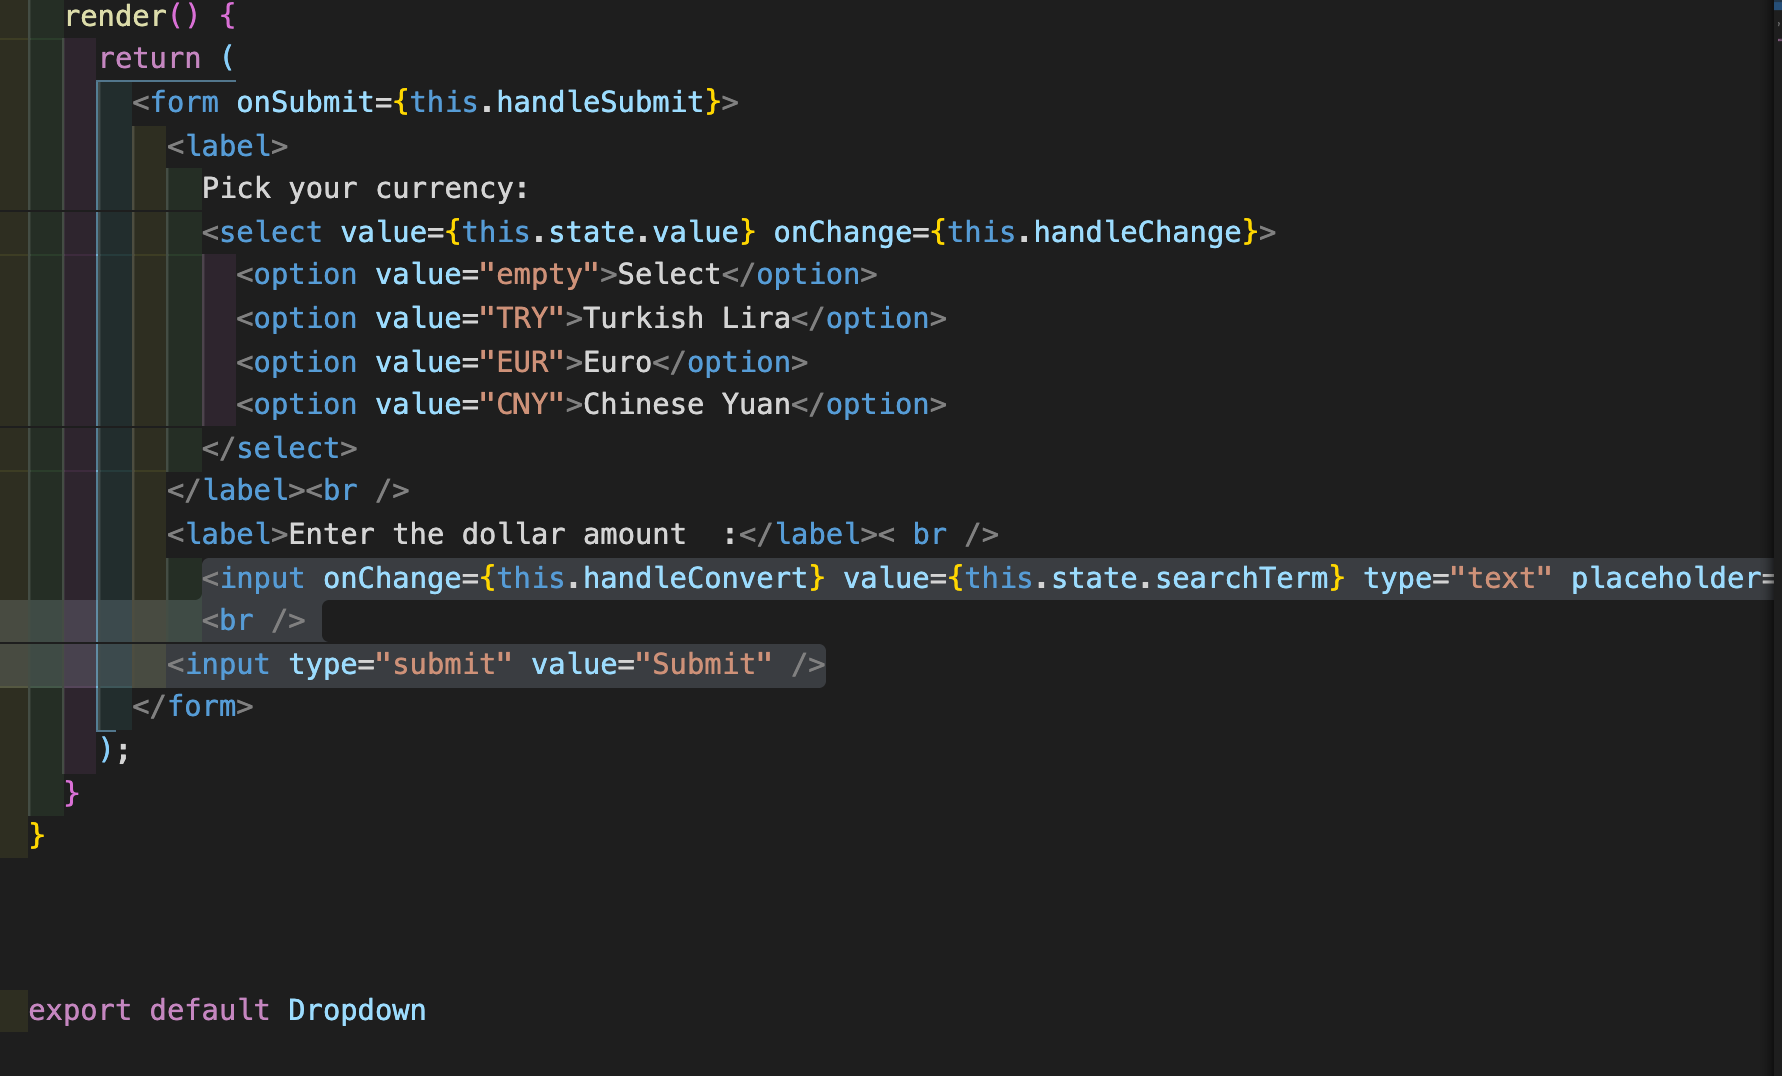 render() {
return (
<form onSubmit={this.handleSubmit}>
<label>
Pick your currency:
<select value={this.state.value} onChange={this.handleChange}>
<option value="empty">Select</option>
<option value="TRY">Turkish Lira</option>
<option value="EUR">Euro</option>
<option value="CNY">Chinese Yuan</option>
</select>
</label><br />
<label>Enter the dollar amount  :</label>< br />
<input onChange={this.handleConvert} value={this.state.searchTerm} type="text" placeholder=
<br />
<input type="submit" value="Submit" />
</form>
);
}
}
export default Dropdown